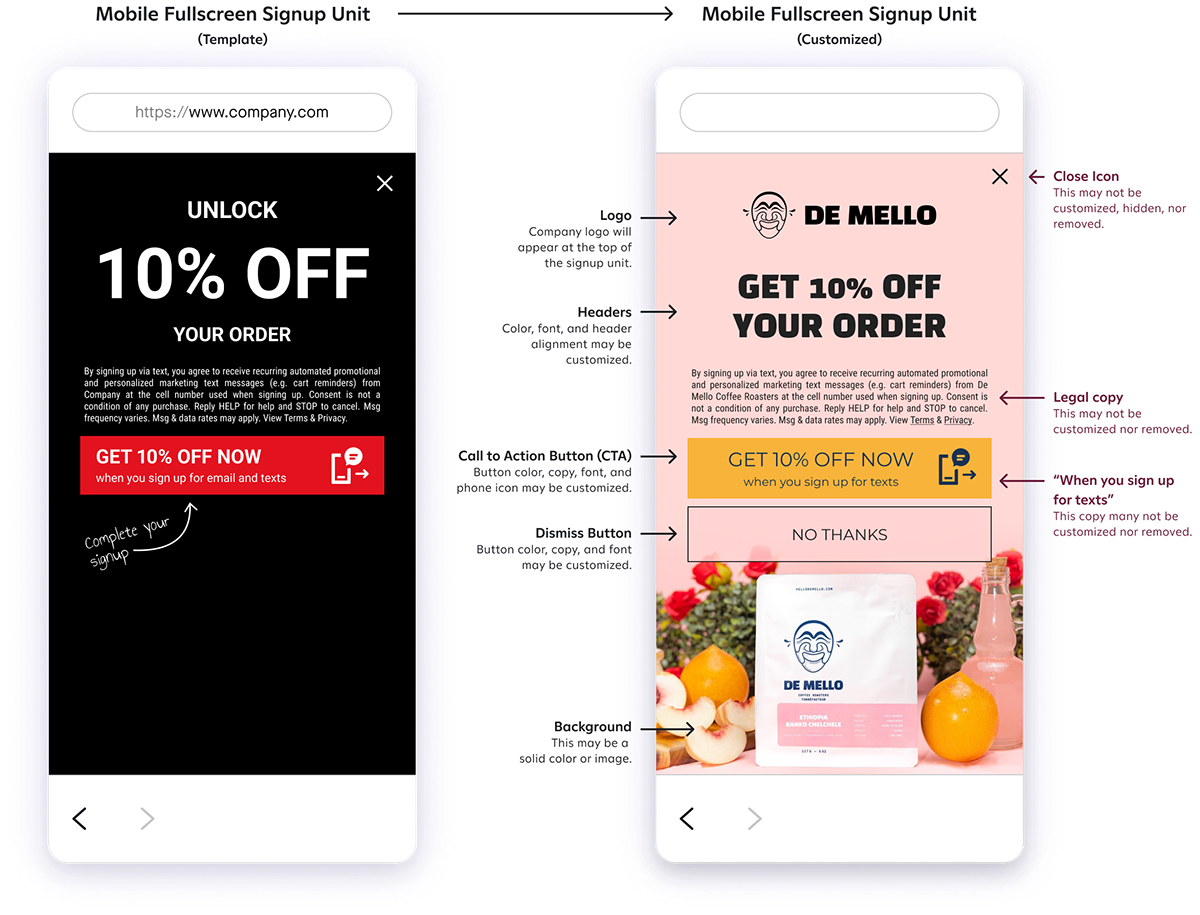 Mobile Fullscreen Signup Unit
(Template)
https://www.company.com
UNLOCK
10% OFF
YOUR ORDER
By signing up via text, you agree to receive recurring automated promotional
and personalized marketing text messages (e.g. cart reminders) from
Company at the cell number used when signing up. Consent is not a
condition of any purchase. Reply HELP for help and STOP to cancel. Msg
frequency varies. Msg & data rates may apply. View Terms & Privacy.
GET 10% OFF NOW
when you sign up for email and texts
Complete your
signup
Mobile Fullscreen Signup Unit
(Customized)
Logo
Company logo will
appear at the top of
the signup unit.
Headers
Color, font, and header
alignment may be
customized.
Call to Action Button (CTA)
Button color, copy, font, and
phone icon may be customized.
Dismiss Button
Button color, copy, and font
may be customized.
Background
This may be a
solid color or image.
DE MELLO
GET 10% OFF
YOUR ORDER
By signing up via text, you agree to receive recurring automated promotional
and personalized marketing text messages (e.g. cart reminders) from De
Mello Coffee Roasters at the cell number used when signing up. Consent is
not a condition of any purchase. Reply HELP for help and STOP to cancel.
Msg frequency varies. Msg & data rates may apply. View Terms & Privacy.
GET 10% OFF NOW
when you sign up for texts
NO THANKS
HELLODEMELLO.COM
DE MELLO
COFFEE ROASTERS
TORREFACTEUR
ETHIOPIA
BANKO CHELCHELE
Close Icon
This may not be
customized, hidden, nor
removed.
Legal copy
This may not be
customized nor removed.
“When you sign up
for texts”
This copy many not be
customized nor removed.